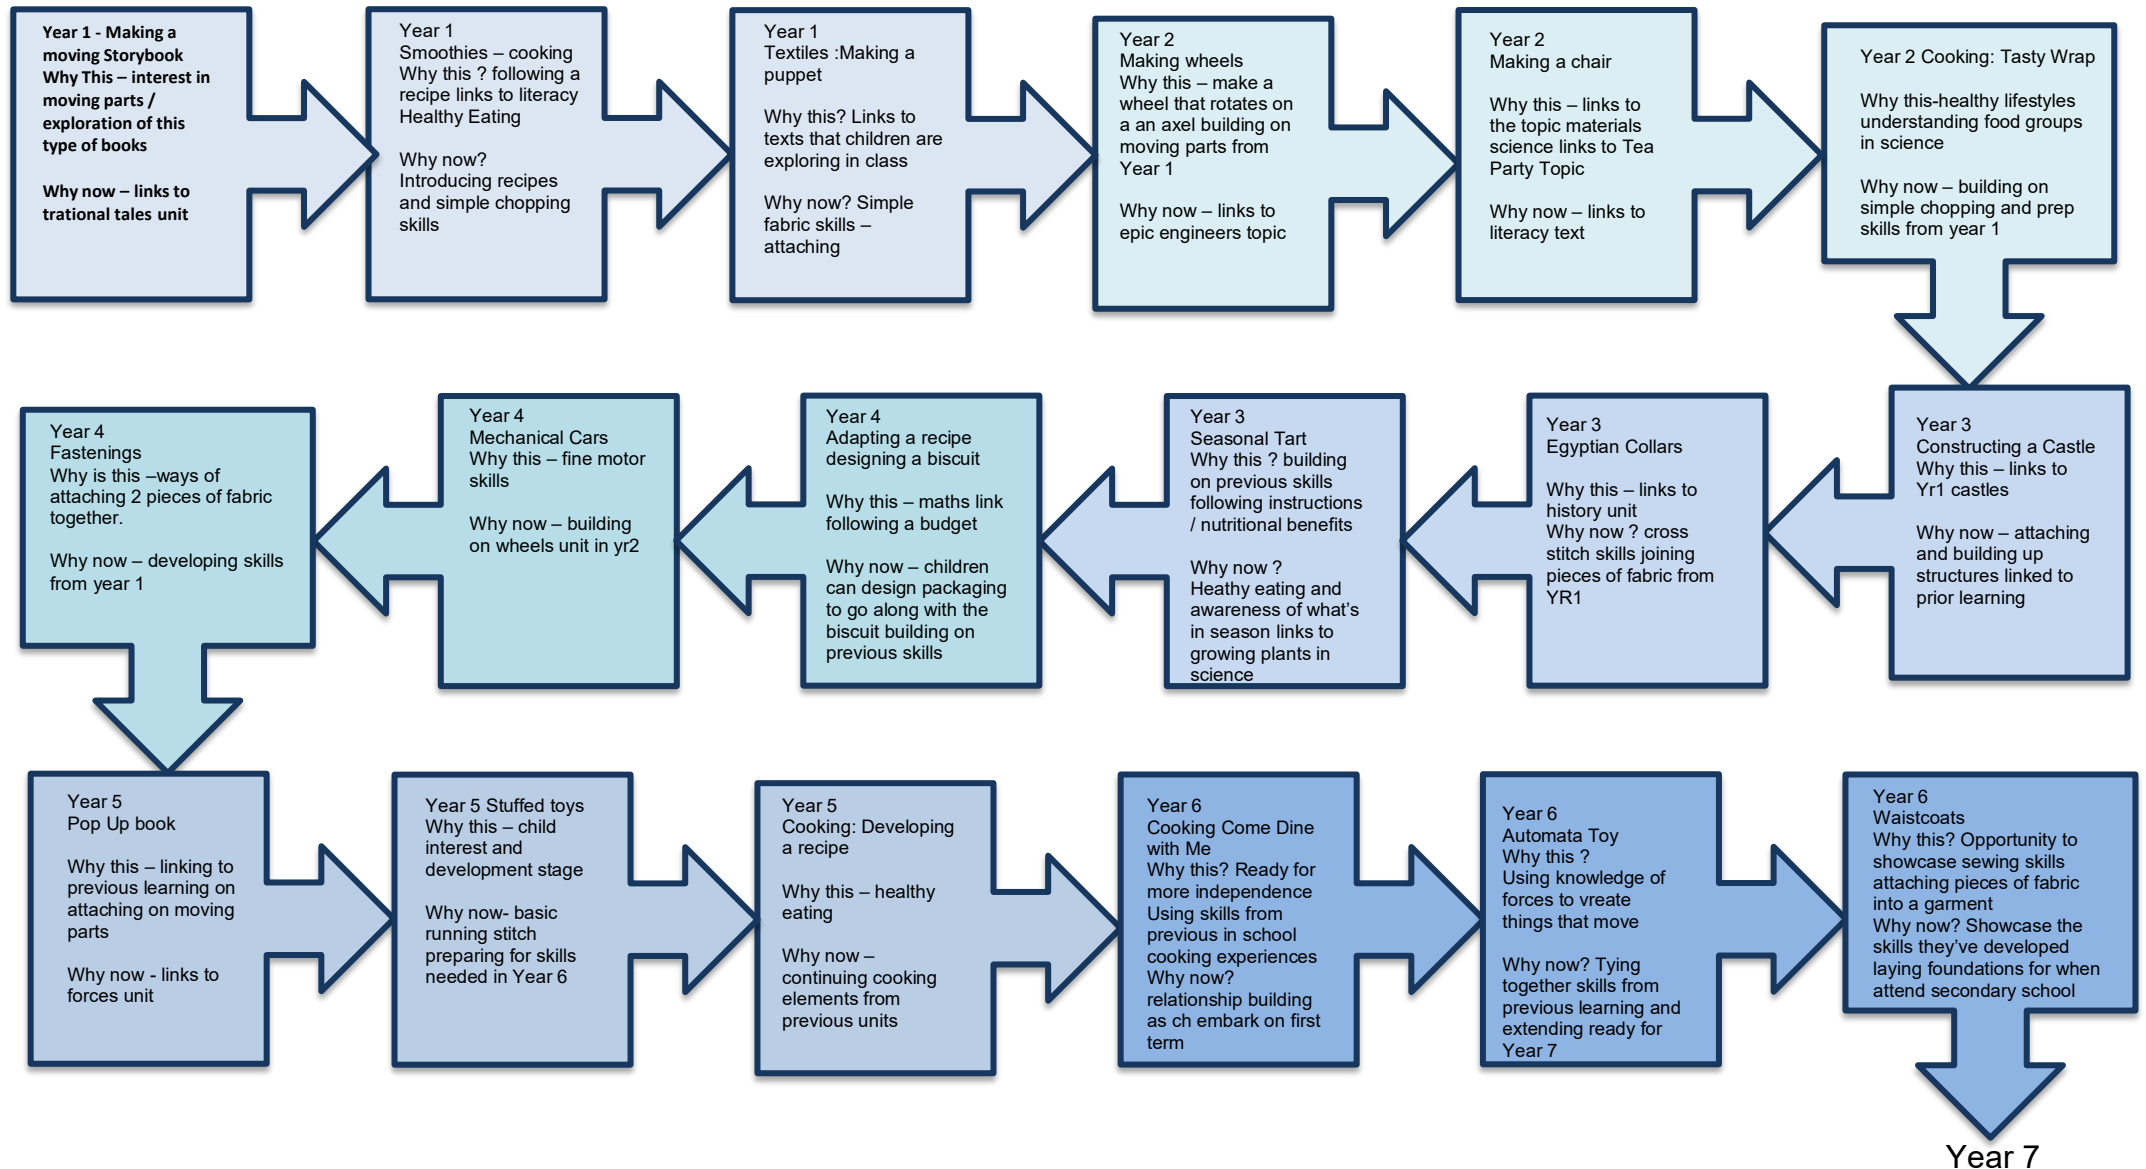 Year 1 - Making a
moving Storybook
Why This – interest in
moving parts /
exploration of this
type of books
Why now – links to
trational tales unit
Year 1
Smoothies – cooking
Why this ? following a
recipe links to literacy
Healthy Eating
Why now?
Introducing recipes
and simple chopping
skills
Year 1
Textiles :Making a
puppet
Why this? Links to
texts that children are
exploring in class
Why now? Simple
fabric skills –
attaching
Year 2
Making wheels
Why this – make a
wheel that rotates on
a an axel building on
moving parts from
Year 1
Why now – links to
epic engineers topic
Year 2
Making a chair
Why this – links to
the topic materials
science links to Tea
Party Topic
Why now – links to
literacy text
Year 2 Cooking: Tasty Wrap
Why this-healthy lifestyles
understanding food groups
in science
Why now – building on
simple chopping and prep
skills from year 1
Year 3
Constructing a Castle
Why this – links to
Yr1 castles
Why now – attaching
and building up
structures linked to
prior learning
Year 3
Egyptian Collars
Why this – links to
history unit
Why now ? cross
stitch skills joining
pieces of fabric from
YR1
Year 3
Seasonal Tart
Why this ? building
on previous skills
following instructions
/ nutritional benefits
Why now ?
Heathy eating and
awareness of what's
in season links to
growing plants in
science
Year 4
Adapting a recipe
designing a biscuit
Why this – maths link
following a budget
Why now – children
can design packaging
to go along with the
biscuit building on
previous skills
Year 4
Mechanical Cars
Why this – fine motor
skills
Why now – building
on wheels unit in yr2
Year 4
Fastenings
Why is this –ways of
attaching 2 pieces of fabric
together.
Why now – developing skills
from year 1
Year 5
Pop Up book
Why this – linking to
previous learning on
attaching on moving
parts
Why now - links to
forces unit
Year 5 Stuffed toys
Why this – child
interest and
development stage
Why now- basic
running stitch
preparing for skills
needed in Year 6
Year 5
Cooking: Developing
a recipe
Why this – healthy
eating
Why now –
continuing cooking
elements from
previous units
Year 6
Cooking Come Dine
with Me
Why this? Ready for
more independence
Using skills from
previous in school
cooking experiences
Why now?
relationship building
as ch embark on first
term
Year 6
Automata Toy
Why this ?
Using knowledge of
forces to vreate
things that move
Why now? Tying
together skills from
previous learning and
extending ready for
Year 7
Year 6
Waistcoats
Why this? Opportunity to
showcase sewing skills
attaching pieces of fabric
into a garment
Why now? Showcase the
skills they've developed
laying foundations for when
attend secondary school
Year 7